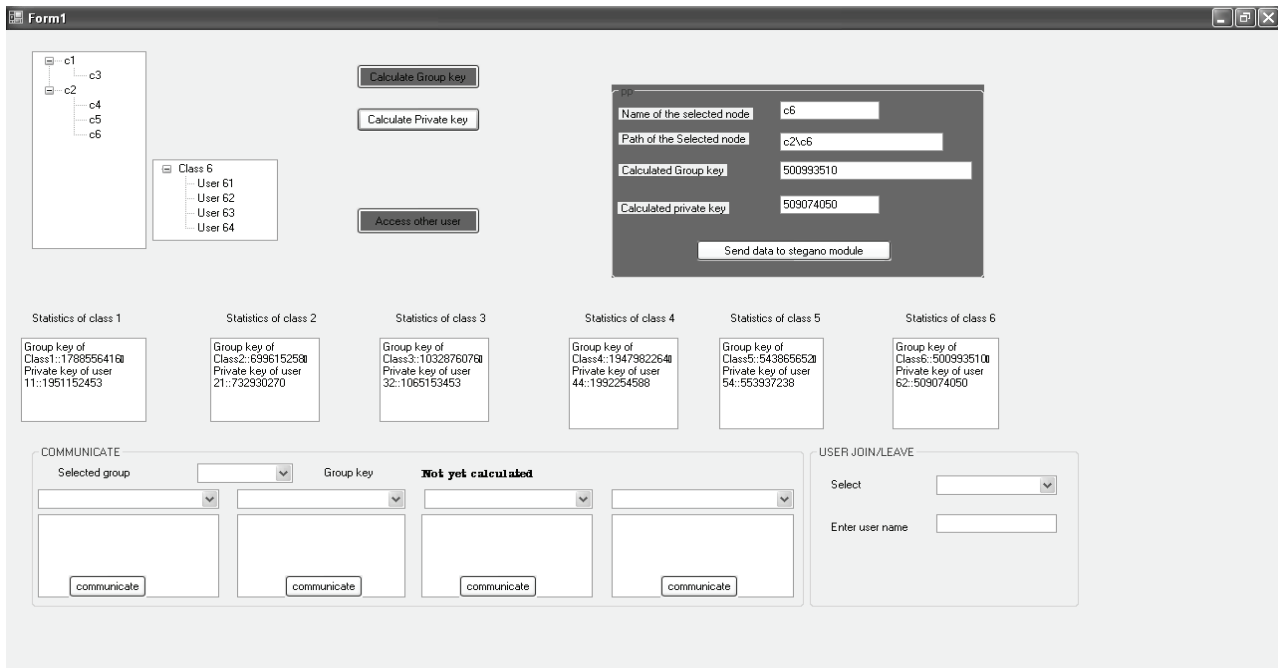 Form1
c1
c3
c2
c4
c5
c6
Class 6
User 61
User 62
User 63
User 64
Calculate Group key
Calculate Private key
Access other user
pp
Name of the selected node
c6
Path of the Selected node
c2\c6
Calculated Group key
500993510
Calculated private key
509074050
Send data to stegano module
Statistics of class 1
Group key of
Class1::1788556416
Private key of user
11::1951152453
Statistics of class 2
Group key of
Class2::699615258
Private key of user
21::732930270
Statistics of class 3
Group key of
Class3::1032876076
Private key of user
32::1065153453
Statistics of class 4
Group key of
Class4::1947982264
Private key of user
44::1992254588
Statistics of class 5
Group key of
Class5::543865652
Private key of user
54::553937238
Statistics of class 6
Group key of
Class6::500993510
Private key of user
62::509074050
COMMUNICATE
Selected group
Group key
Not yet calculated
communicate
communicate
communicate
communicate
USER JOIN/LEAVE
Select
Enter user name